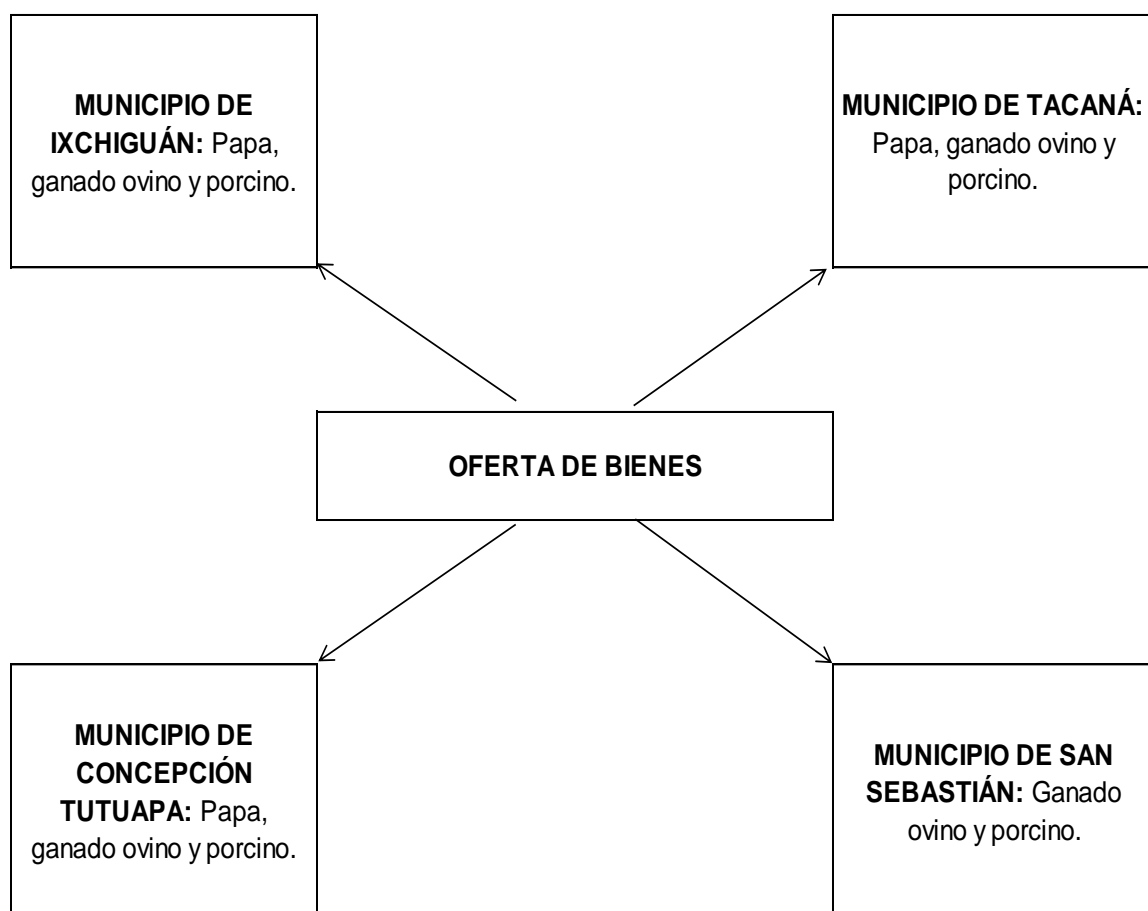 MUNICIPIO DE
IXCHIGUÁN: Papa,
ganado ovino y porcino.
MUNICIPIO DE TACANÁ:
Papa, ganado ovino y
porcino.
OFERTA DE BIENES
MUNICIPIO DE
CONCEPCIÓN
TUTUAPA: Papa,
ganado ovino y porcino.
MUNICIPIO DE SAN
SEBASTIÁN: Ganado
ovino y porcino.